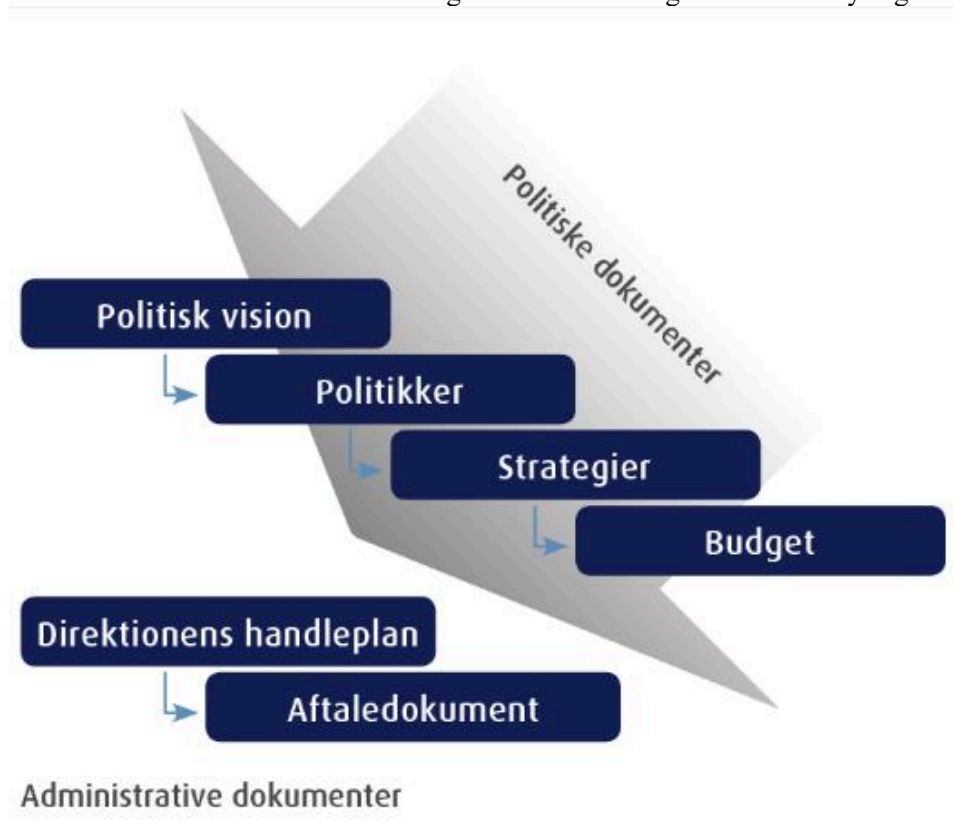 Politiske dokumenter
Politisk vision
Politikker
Strategier
Budget
Direktionens handleplan
Aftaledokument
Administrative dokumenter